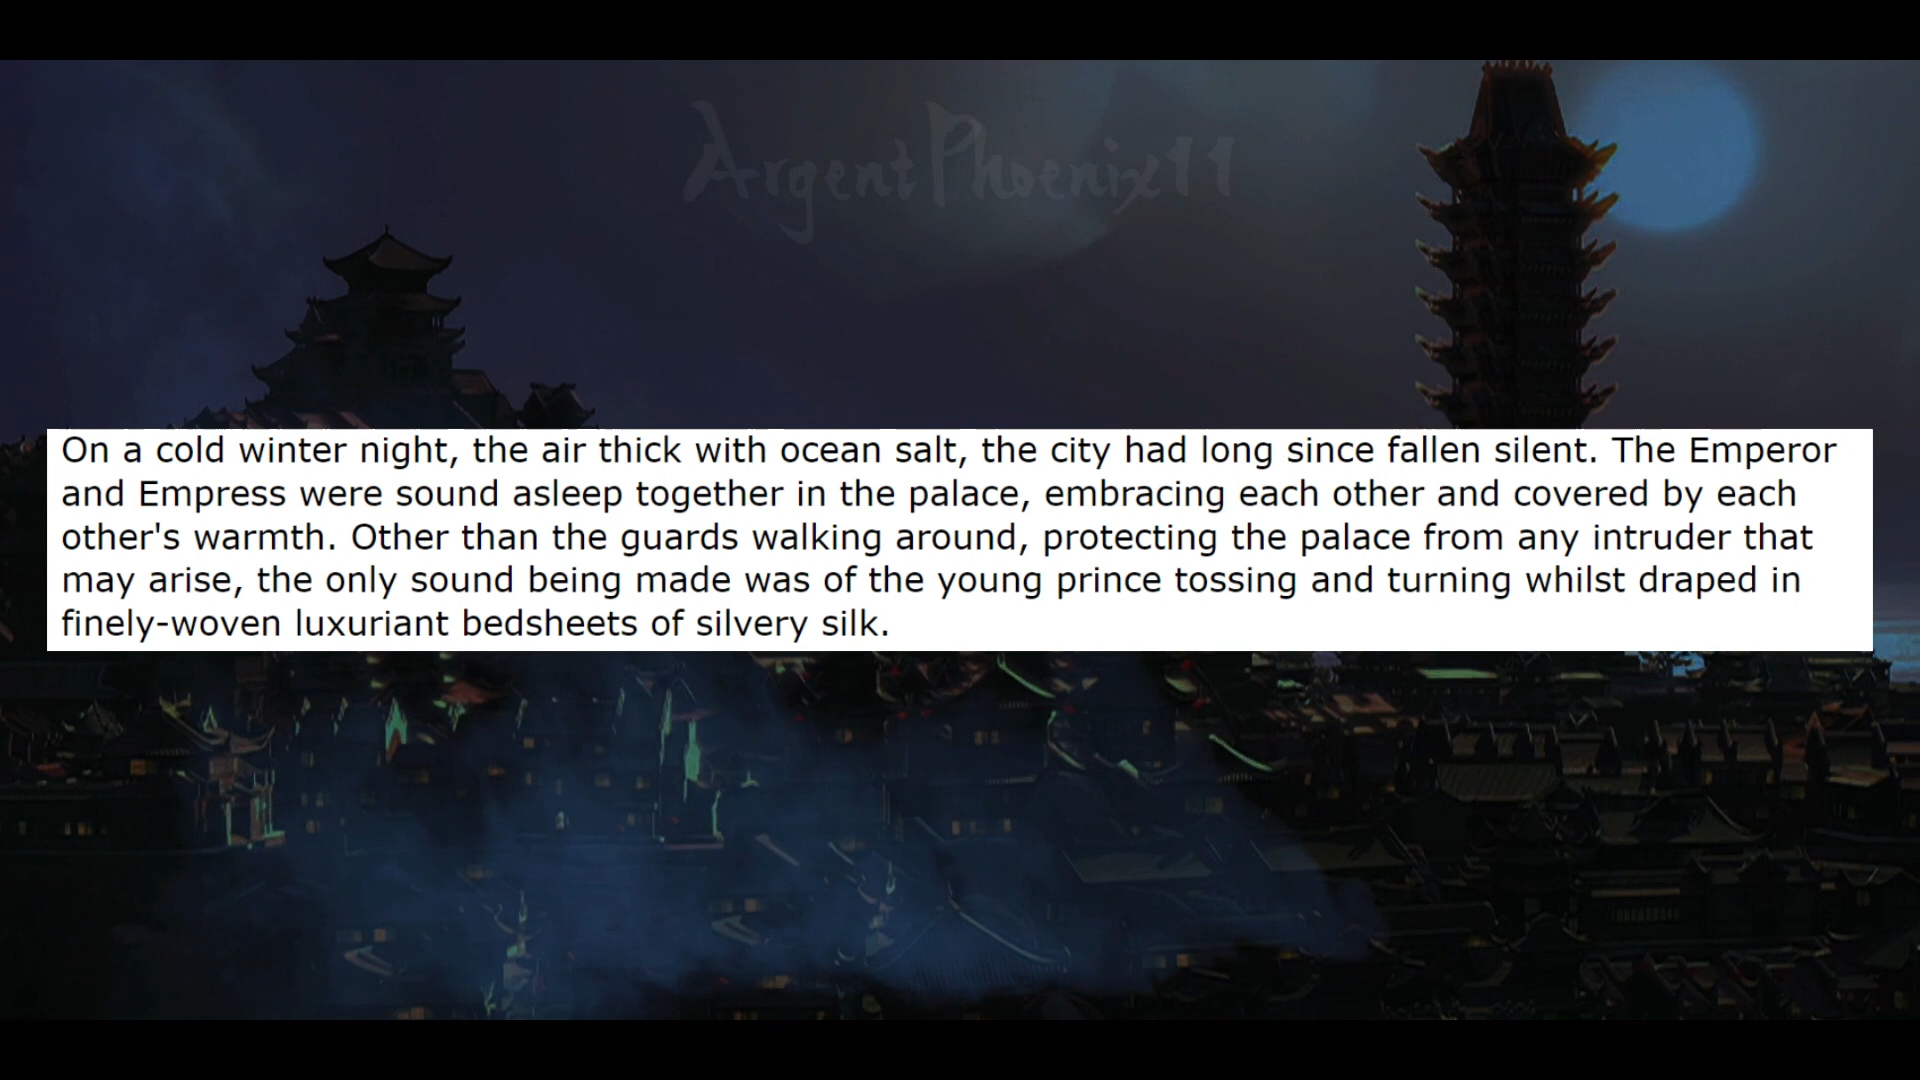 ArgentPhoenix11
On a cold winter night, the air thick with ocean salt, the city had long since fallen silent. The Emperor
and Empress were sound asleep together in the palace, embracing each other and covered by each
other's warmth. Other than the guards walking around, protecting the palace from any intruder that
may arise, the only sound being made was of the young prince tossing and turning whilst draped in
finely-woven luxuriant bedsheets of silvery silk.